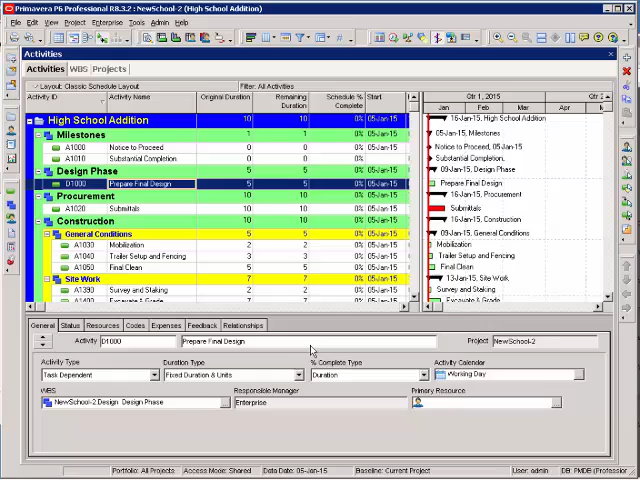 Primavera P6 Professional R8.3.2 : NewSchool-2 (High School Addition)
File Edit View Project Enterprise Tools Admin Help
Activities
Activities WBS Projects
Layout: Classic Schedule Layout Filter: All Activities
Activity ID Activity Name Original Duration Remaining Duration Schedule % Complete Start Qtr 1, 2015 Qtr 2
Jan Feb Mar Apr
High School Addition 10 10 0% 05-Jan-15 16-Jan-15, High School Addition
Milestones 1 1 0% 05-Jan-15 05-Jan-15, Milestones
A1000 Notice to Proceed 0 0 0% 05-Jan-15 Notice to Proceed, 05-Jan-15
A1010 Substantial Completion 0 0 0% Substantial Completion,
Design Phase 5 5 0% 05-Jan-15 09-Jan-15, Design Phase
D1000 Prepare Final Design 5 5 0% 05-Jan-15 Prepare Final Design
Procurement 10 10 0% 05-Jan-15 16-Jan-15, Procurement
A1020 Submittals 10 10 0% 05-Jan-15 Submittals
Construction 10 10 0% 05-Jan-15 16-Jan-15, Construction
General Conditions 5 5 0% 05-Jan-15 09-Jan-15, General Conditions
A1030 Mobilization 2 2 0% 05-Jan-15 Mobilization
A1040 Trailer Setup and Fencing 3 3 0% 05-Jan-15 Trailer Setup and Fencing
A1050 Final Clean 5 5 0% 05-Jan-15 Final Clean
Site Work 7 7 0% 05-Jan-15 13-Jan-15, Site Work
A1390 Survey and Staking 2 2 0% 05-Jan-15 Survey and Staking
Excavate & Grade
General Status Resources Codes Expenses Feedback Relationships
Activity D1000 Prepare Final Design Project NewSchool-2
Activity Type Duration Type % Complete Type Activity Calendar
Task Dependent Fixed Duration & Units Duration Working Day
WBS Responsible Manager Primary Resource
NewSchool-2.Design Design Phase Enterprise
Portfolio: All Projects Access Mode: Shared Data Date: 05-Jan-15 Baseline: Current Project User: admin DB: PMDB (Professior